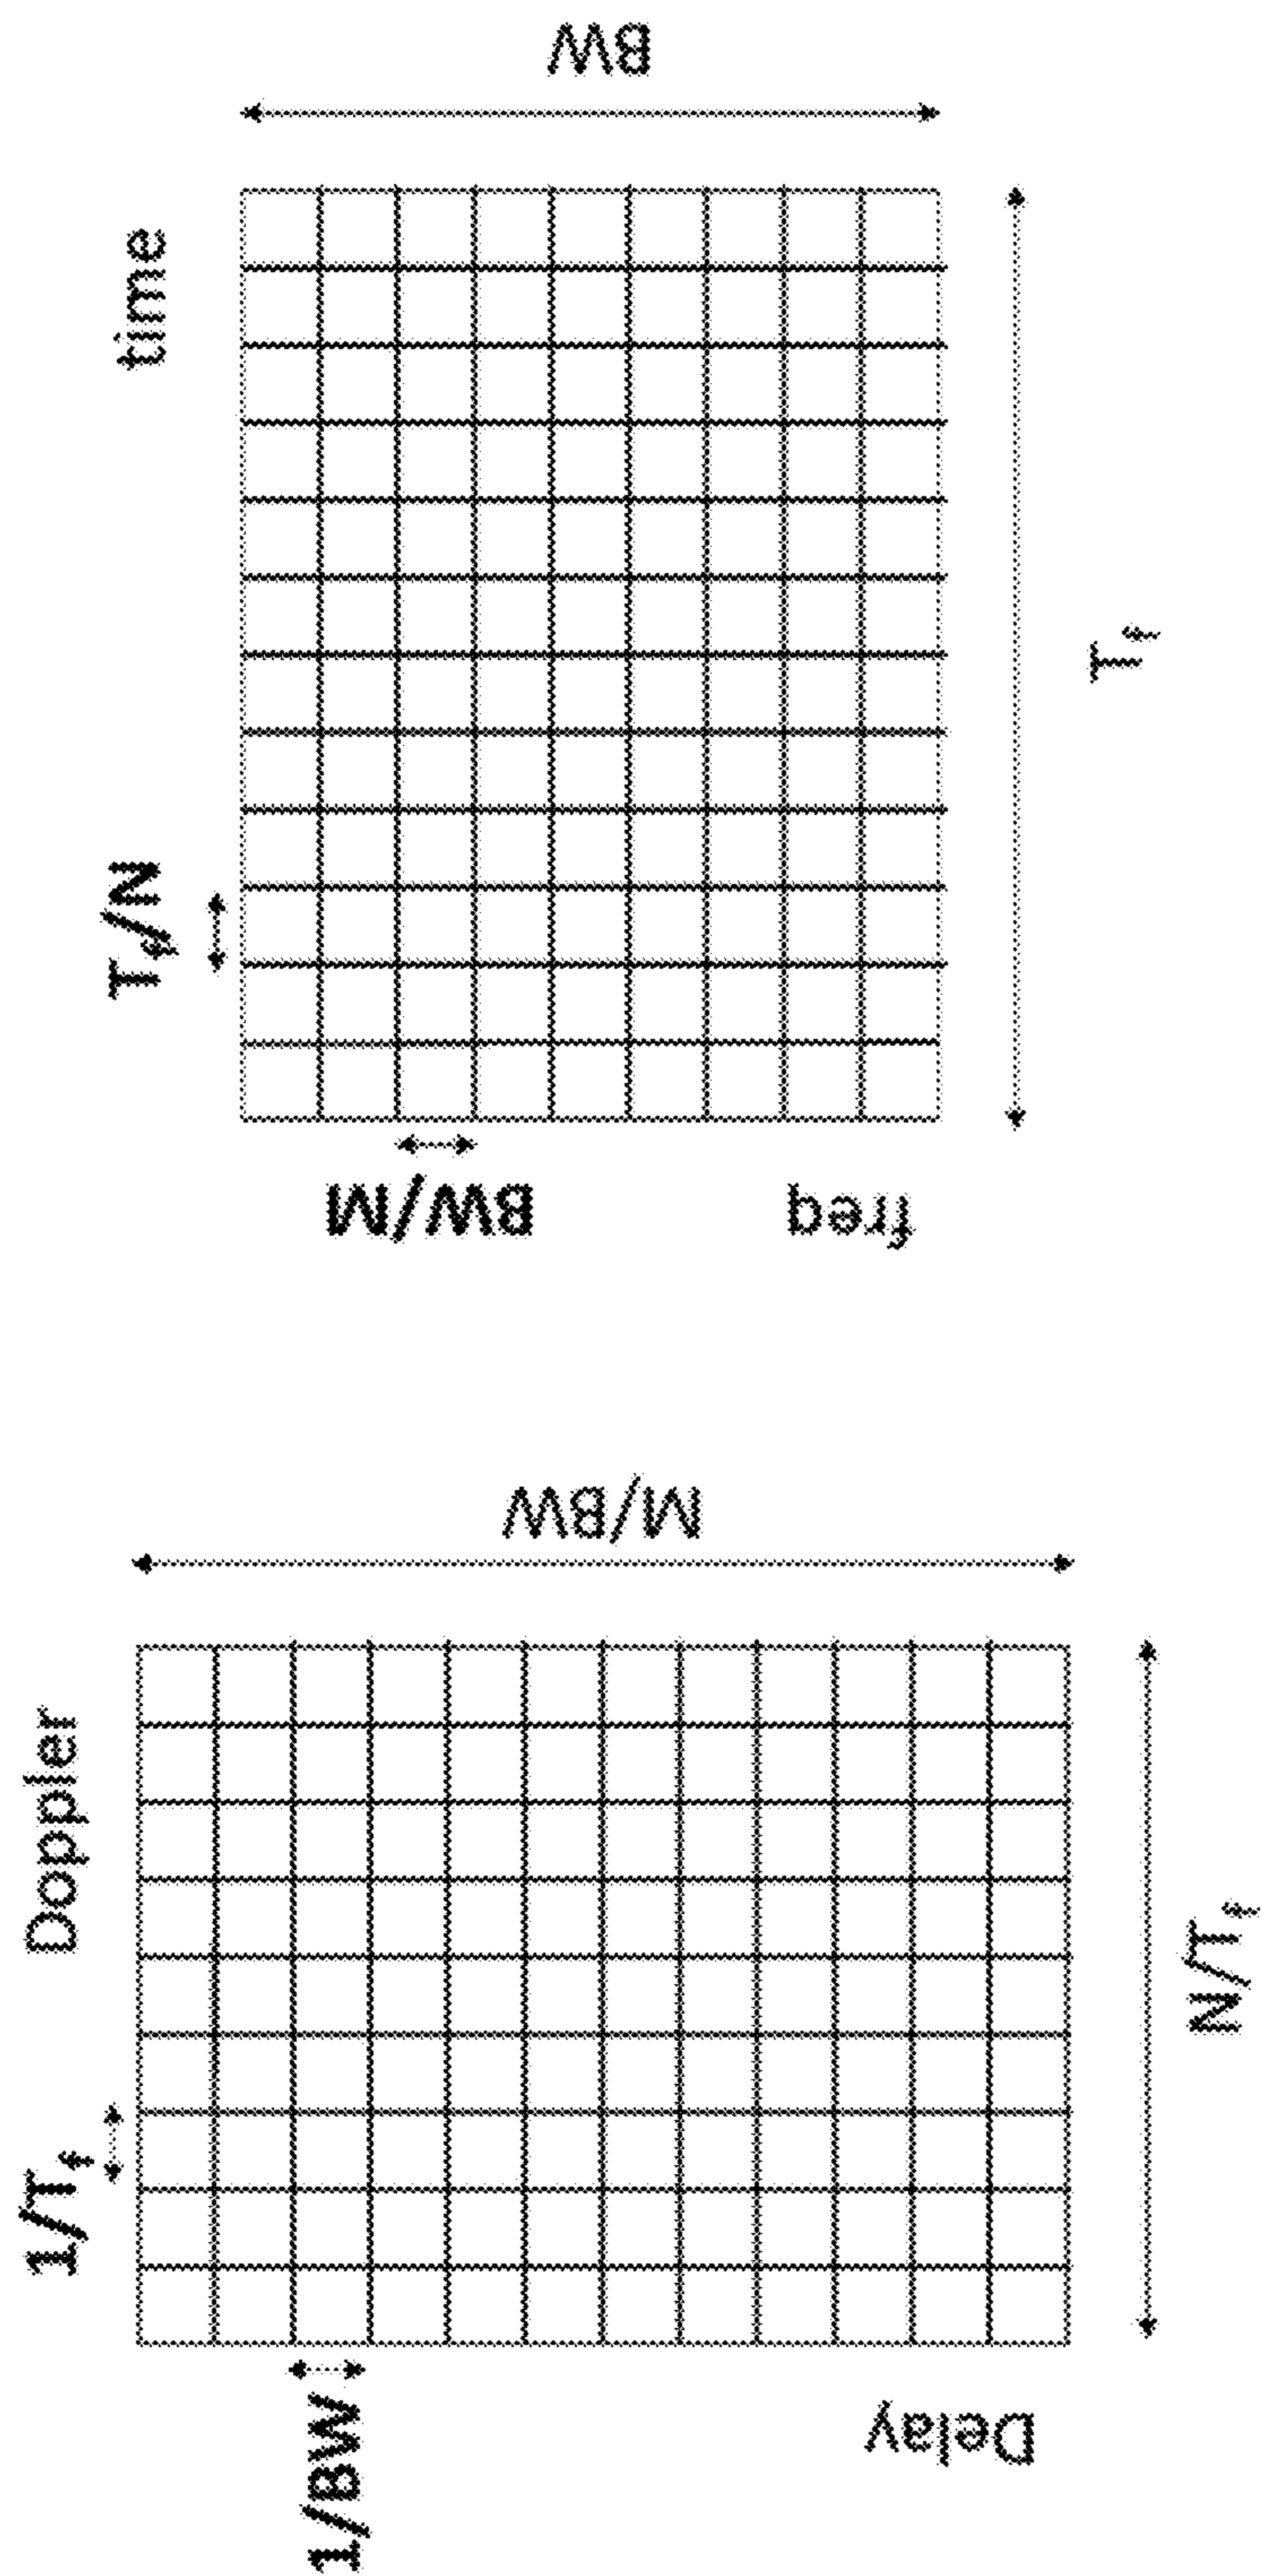 Doppler
1/T_f
1/BW
Delay
M/BW
N/T_f
time
T_f/N
BW/M
freq
BW
T_f